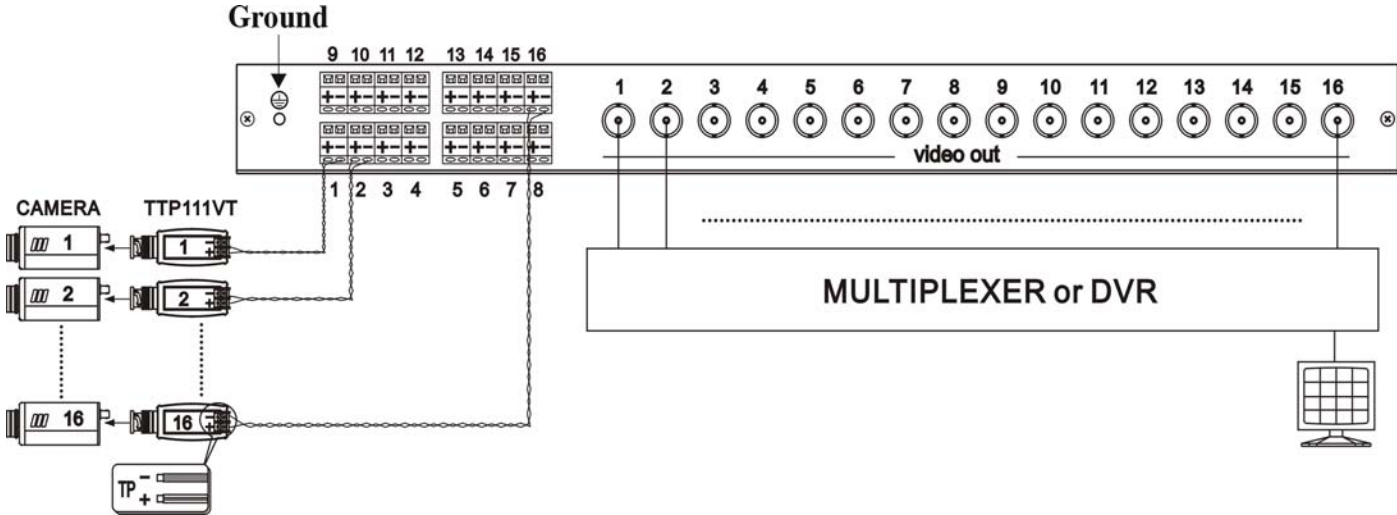 Ground
9 10 11 12 13 14 15 16
+- +- +- +- +- +- +- +-
1 2 3 4 5 6 7 8 9 10 11 12 13 14 15 16
+- +- +- +- +- +- +- +-
video out
1 2 3 4 5 6 7 8
CAMERA TTP111VT
1 1 - +
2 2 - +
MULTIPLEXER or DVR
16 16 - +
TP - +